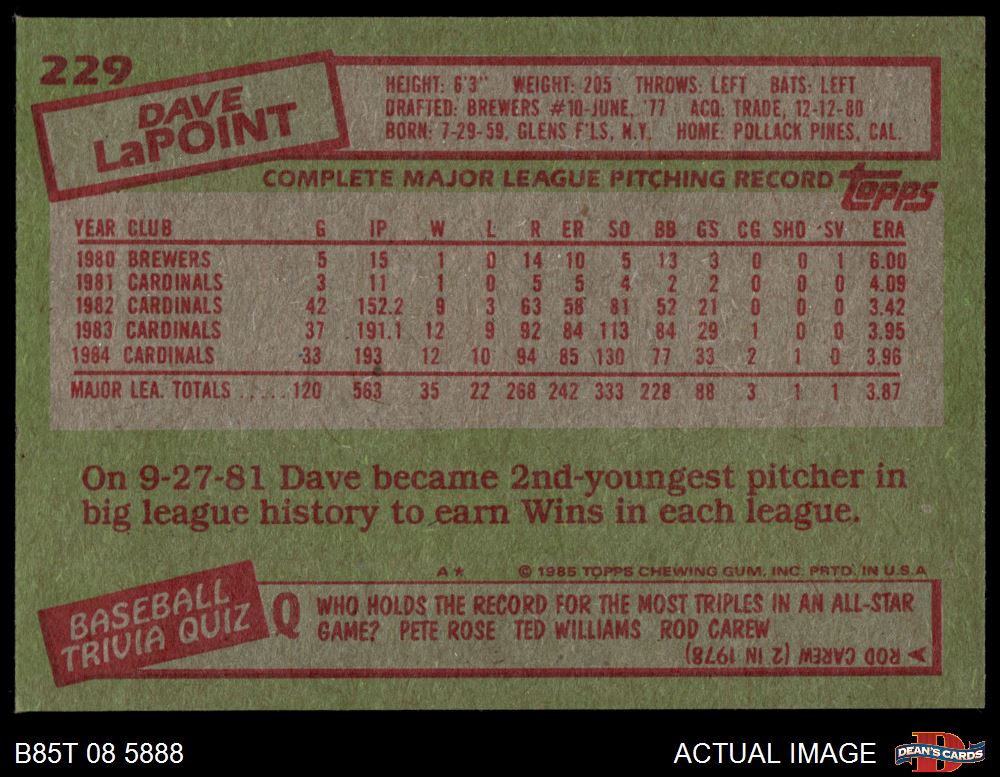 229
DAVE
LaPOINT
HEIGHT: 6'3" WEIGHT: 205 THROWS: LEFT BATS: LEFT
DRAFTED: BREWERS #10-JUNE, '77 ACQ: TRADE, 12-12-80
BORN: 7-29-59, GLENS F'LS, N.Y. HOME: POLLACK PINES, CAL.
COMPLETE MAJOR LEAGUE PITCHING RECORD topps
YEAR CLUB G IP W L R ER SO BB GS CG SHO SV ERA
1980 BREWERS 5 15 1 0 14 10 5 13 3 0 0 1 6.00
1981 CARDINALS 3 11 1 0 5 5 4 2 2 0 0 0 4.09
1982 CARDINALS 42 152.2 9 3 63 58 81 52 21 0 0 0 3.42
1983 CARDINALS 37 191.1 12 9 92 84 113 84 29 1 0 0 3.95
1984 CARDINALS 33 193 12 10 94 85 130 77 33 2 1 0 3.96
MAJOR LEA. TOTALS ......120 563 35 22 268 242 333 228 88 3 1 1 3.87
On 9-27-81 Dave became 2nd-youngest pitcher in
big league history to earn Wins in each league.
A★ © 1985 TOPPS CHEWING GUM, INC. PRTD. IN U.S.A
BASEBALL
TRIVIA QUIZ
Q WHO HOLDS THE RECORD FOR THE MOST TRIPLES IN AN ALL-STAR
GAME? PETE ROSE TED WILLIAMS ROD CAREW
ROD CAREW (2 IN 1978)
B85T 08 5888
ACTUAL IMAGE
D
DEAN'S CARDS